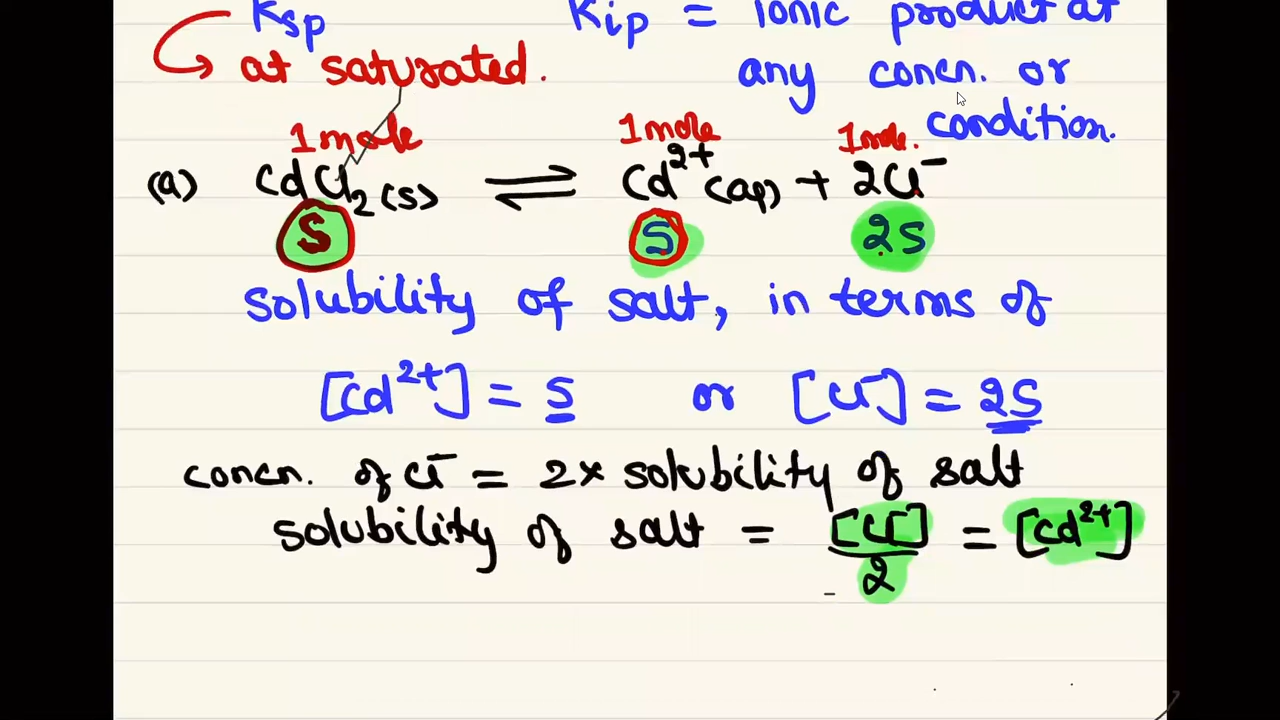 Ksp Kip = ionic product at
at saturated. any concn. or
condition.
1 mole 1 mole 1 mole.
(a) CdCl2 (s) ⇌ Cd2+ (aq) + 2Cl-
S S 2S
solubility of salt, in terms of
[Cd2+] = S or [Cl-] = 2S
concn. of Cl- = 2× solubility of salt
solubility of salt = [Cl-]/2 = [Cd2+]